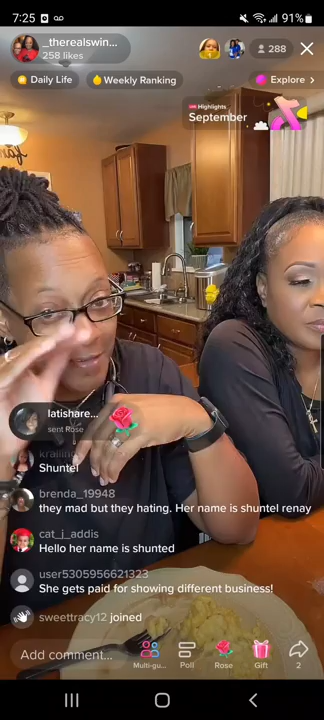 7:25
91%
_therealswin...
258 likes
288
Daily Life
Weekly Ranking
Explore >
LIVE Highlights
September
latishare...
sent Rose
Shuntel
brenda_19948
they mad but they hating. Her name is shuntel renay
cat_j_addis
Hello her name is shunted
user5305956621323
She gets paid for showing different business!
sweettracy12 joined
Add comment...
Multi-gu...
Poll
Rose
Gift
2